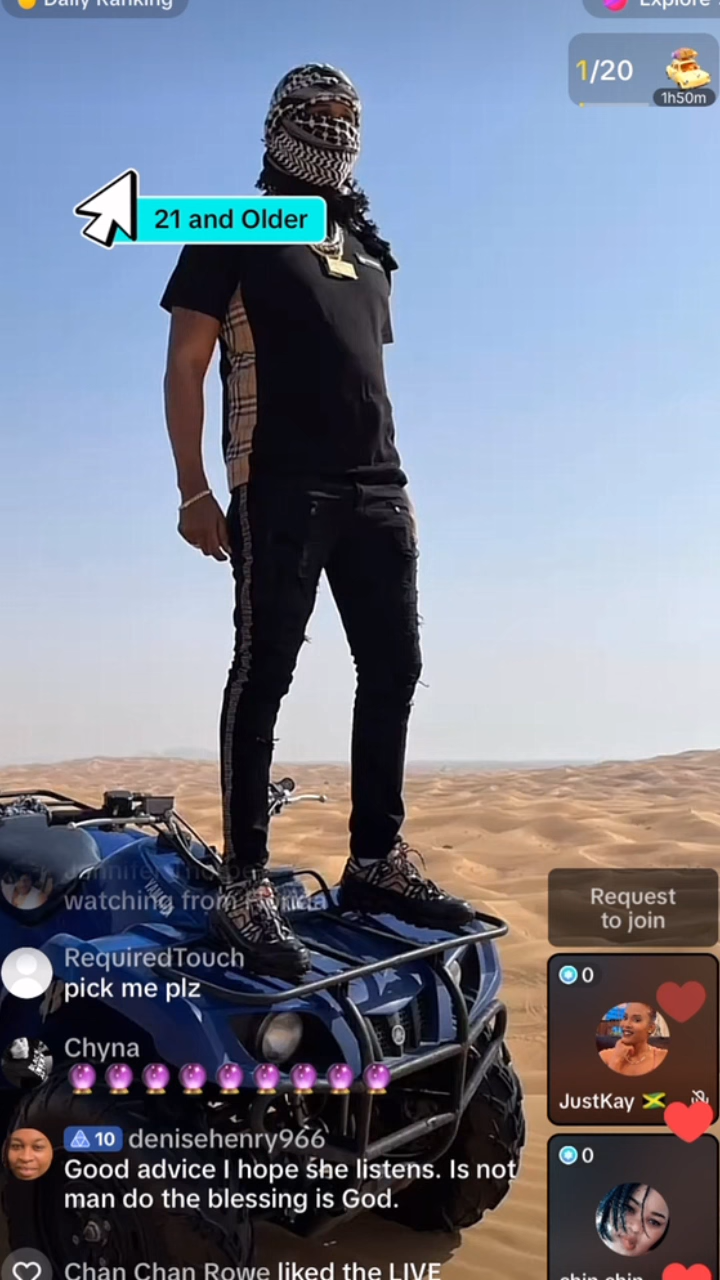 Daily Ranking
Explore
1/20
1h50m
21 and Older
watching from Florida
YAMAHA
RequiredTouch
pick me plz
Chyna
10 denisehenry966
Good advice I hope she listens. Is not
man do the blessing is God.
Chan Chan Rowe liked the LIVE
Request
to join
0
JustKay
0